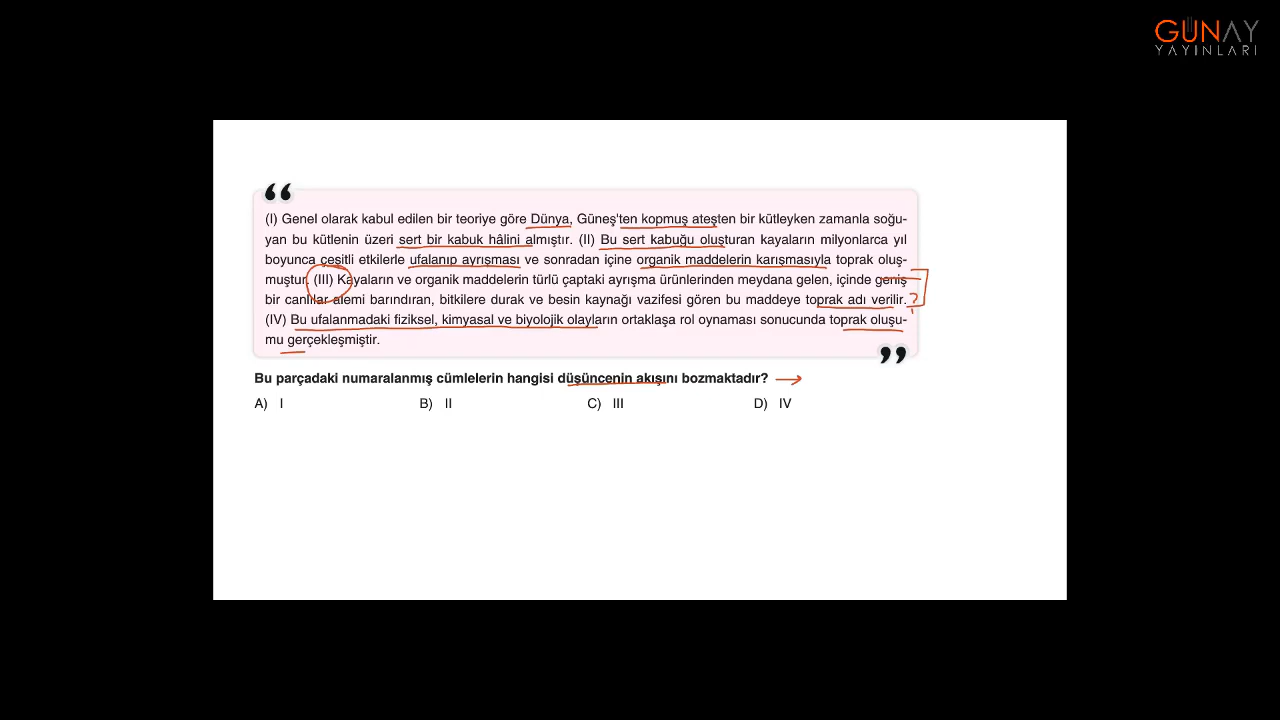 GÜNAY
YAYINLARI
(I) Genel olarak kabul edilen bir teoriye göre Dünya, Güneş'ten kopmuş ateşten bir kütleyken zamanla soğu-
yan bu kütlenin üzeri sert bir kabuk hâlini almıştır. (II) Bu sert kabuğu oluşturan kayaların milyonlarca yıl
boyunca çeşitli etkilerle ufalanıp ayrışması ve sonradan içine organik maddelerin karışmasıyla toprak oluş-
muştur. (III) Kayaların ve organik maddelerin türlü çaptaki ayrışma ürünlerinden meydana gelen, içinde geniş
bir canlılar alemi barındıran, bitkilere durak ve besin kaynağı vazifesi gören bu maddeye toprak adı verilir. ?
(IV) Bu ufalanmadaki fiziksel, kimyasal ve biyolojik olayların ortaklaşa rol oynaması sonucunda toprak oluşu-
mu gerçekleşmiştir.
Bu parçadaki numaralanmış cümlelerin hangisi düşüncenin akışını bozmaktadır?
A) I B) II C) III D) IV